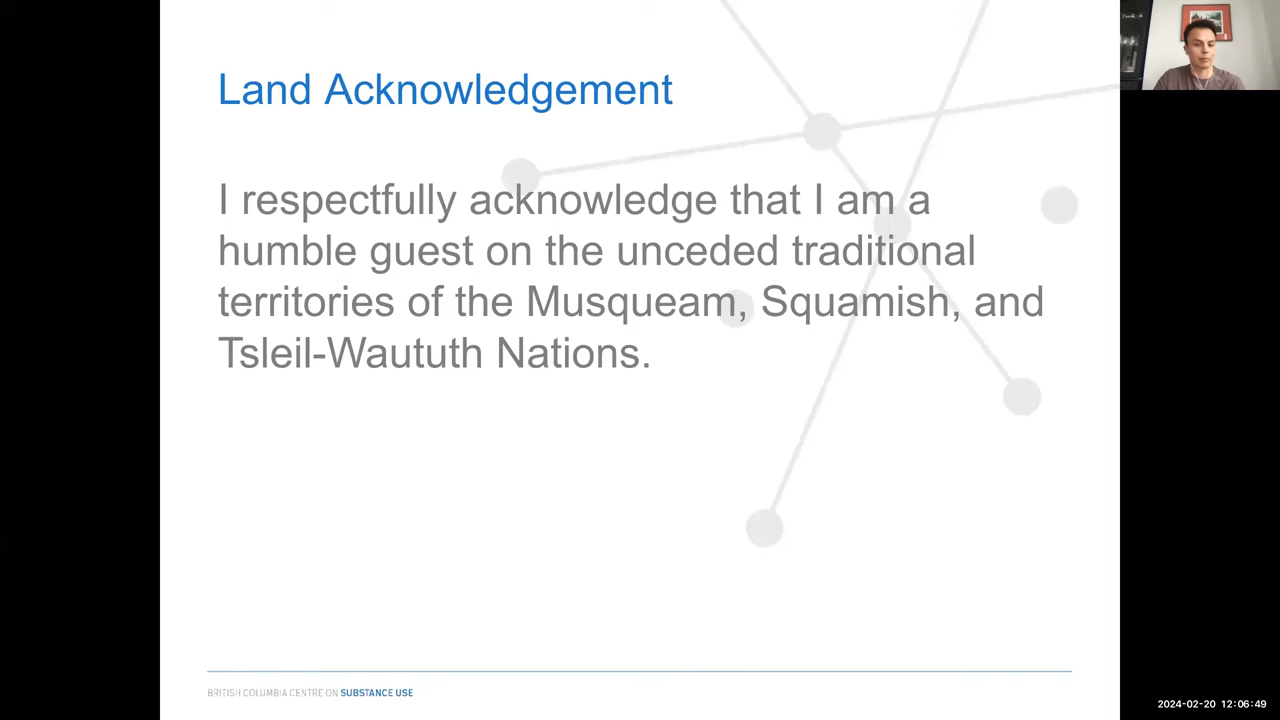 Land Acknowledgement
I respectfully acknowledge that I am a
humble guest on the unceded traditional
territories of the Musqueam, Squamish, and
Tsleil-Waututh Nations.
BRITISH COLUMBIA CENTRE ON SUBSTANCE USE
2024-02-20 12:06:49